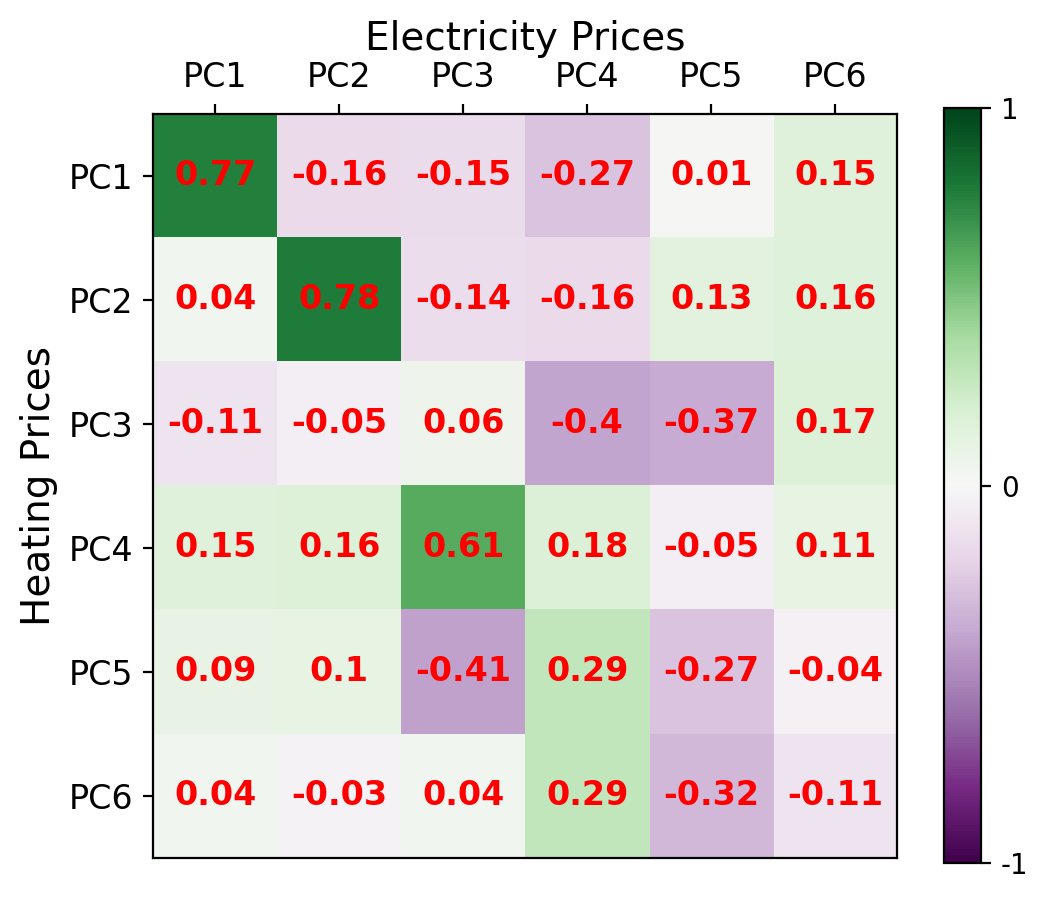 Electricity Prices
PC1 PC2 PC3 PC4 PC5 PC6
Heating Prices
PC1 0.77 -0.16 -0.15 -0.27 0.01 0.15
PC2 0.04 0.78 -0.14 -0.16 0.13 0.16
PC3 -0.11 -0.05 0.06 -0.4 -0.37 0.17
PC4 0.15 0.16 0.61 0.18 -0.05 0.11
PC5 0.09 0.1 -0.41 0.29 -0.27 -0.04
PC6 0.04 -0.03 0.04 0.29 -0.32 -0.11
1
0
-1